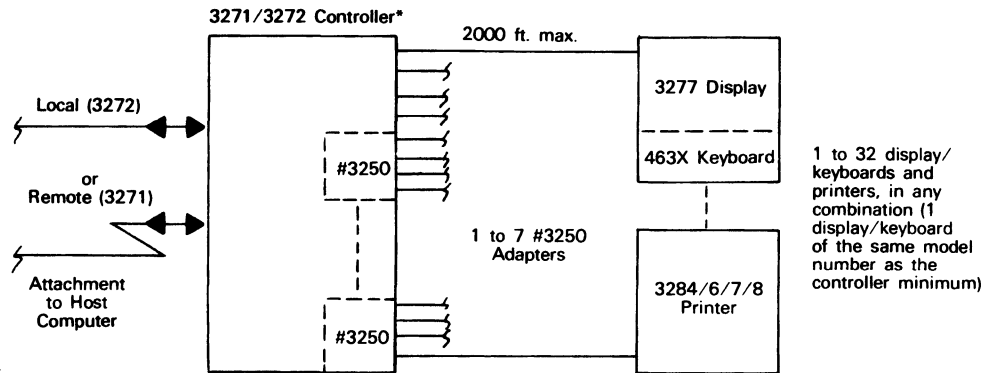 3271/3272 Controller*
2000 ft. max.
Local (3272)
or
Remote (3271)
Attachment
to Host
Computer
#3250
#3250
1 to 7 #3250
Adapters
3277 Display
463X Keyboard
3284/6/7/8
Printer
1 to 32 display/
keyboards and
printers, in any
combination (1
display/keyboard
of the same model
number as the
controller minimum)